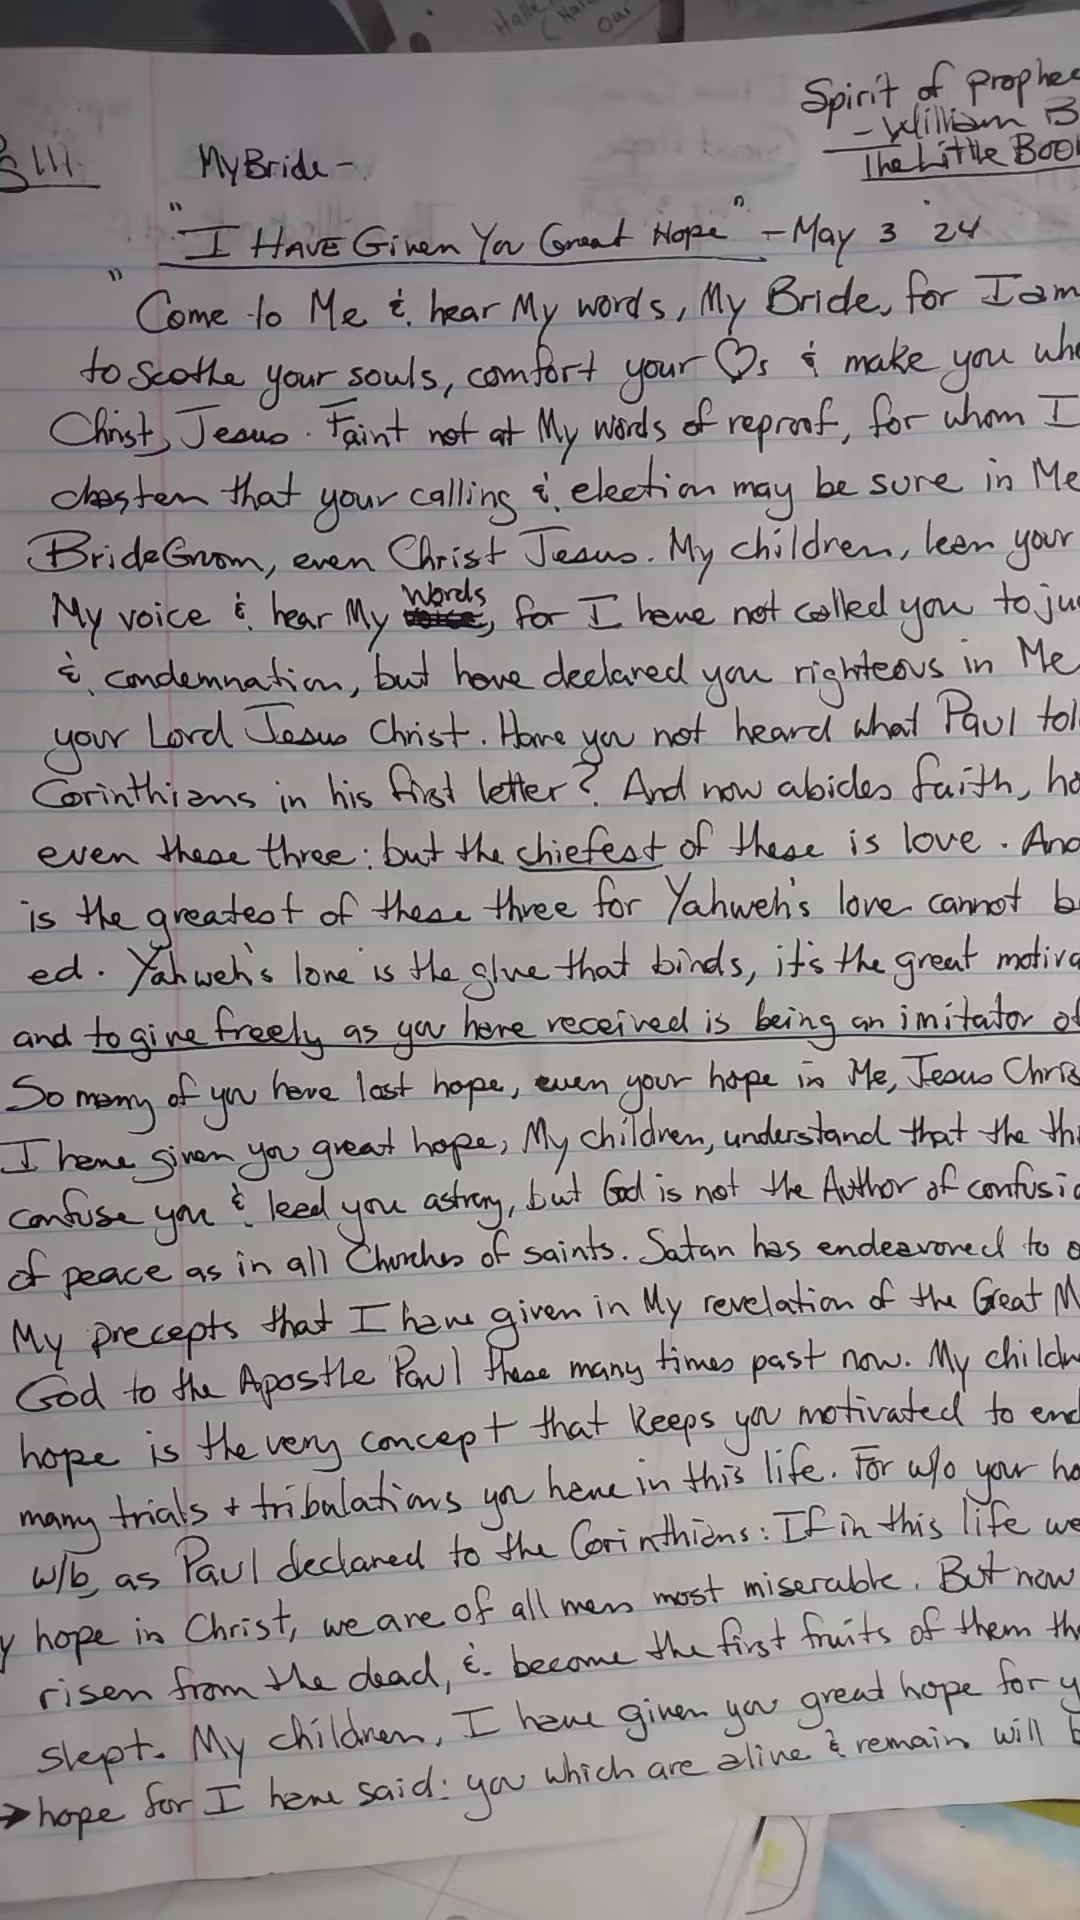 Spirit of Prophe
- William B
The Little Boo
111 MyBride -
"I HAVE Given You Great Hope" - May 3 '24
"Come to Me & hear My words, My Bride, for I am
to soothe your souls, comfort your ♡s & make you who
Christ, Jesus. Faint not at My words of reproof, for whom I
chasten that your calling & election may be sure in Me
BrideGroom, even Christ Jesus. My children, lean your
My voice & hear My Words, for I have not called you to ju
& condemnation, but have declared you righteous in Me
your Lord Jesus Christ. Have you not heard what Paul tol
Corinthians in his first letter? And now abides faith, ho
even these three: but the chiefest of these is love. And
is the greatest of these three for Yahweh's love cannot b
ed. Yahweh's love is the glue that binds, it's the great motiva
and to give freely as you have received is being an imitator of
So many of you have lost hope, even your hope in Me, Jesus Chris
I have given you great hope, My children, understand that the thi
confuse you & lead you astray, but God is not the Author of confusio
of peace as in all Churches of saints. Satan has endeavored to o
My precepts that I have given in My revelation of the Great M
God to the Apostle Paul these many times past now. My childr
hope is the very concept that keeps you motivated to end
many trials + tribulations you have in this life. For w/o your ho
w/b, as Paul declared to the Corinthians: If in this life we
y hope in Christ, we are of all men most miserable. But now
risen from the dead, & become the first fruits of them th
slept. My children, I have given you great hope for y
→ hope for I have said: you which are alive & remain will b